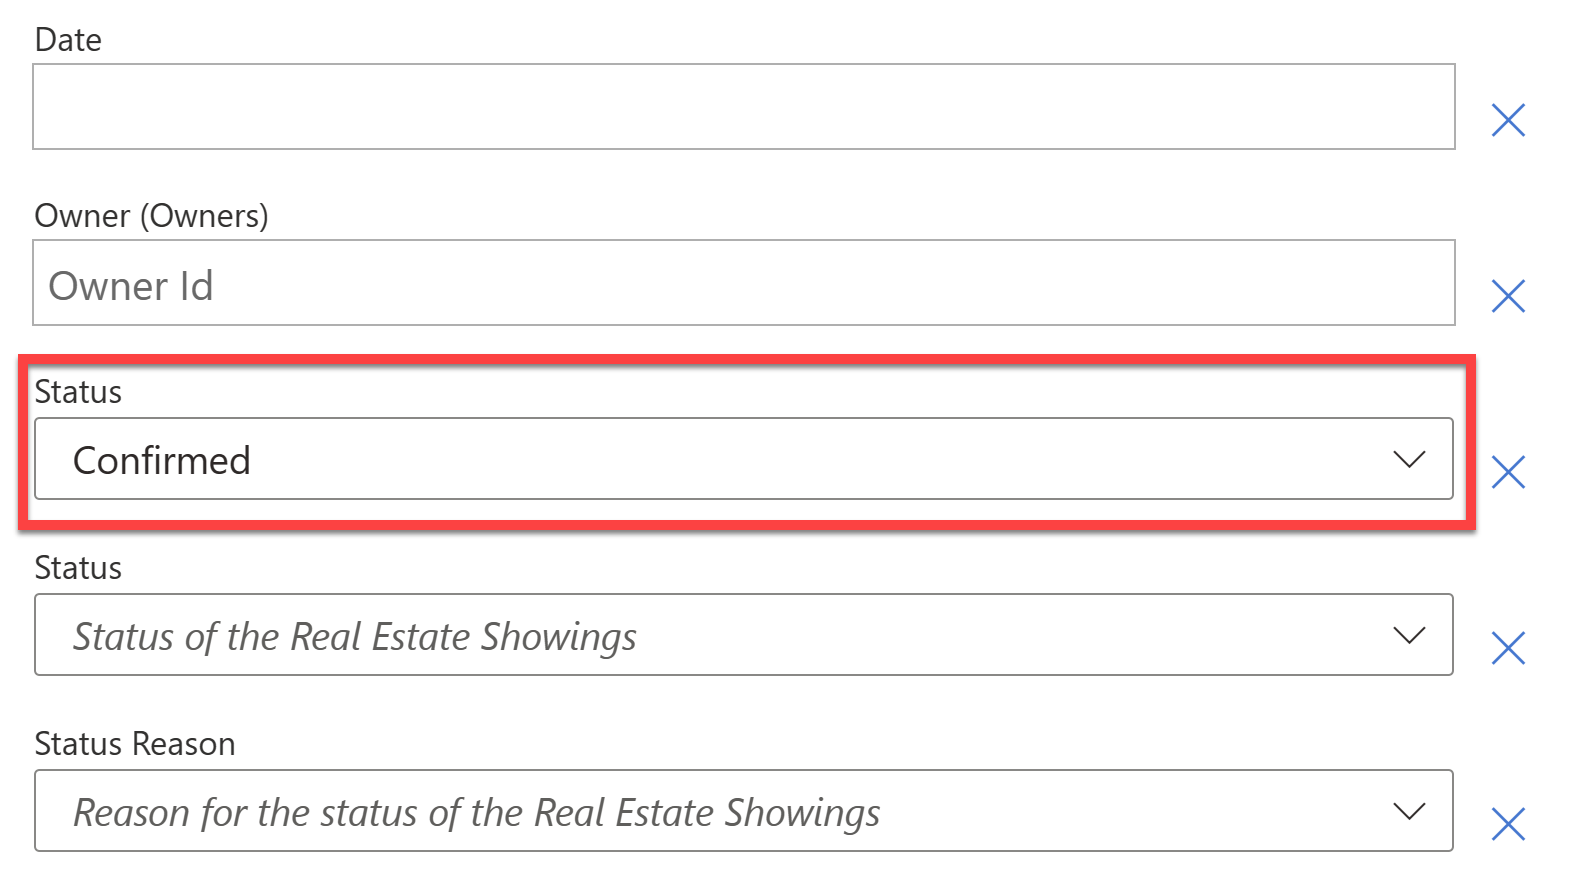 Date
Owner (Owners)
Owner Id
Status
Confirmed
Status
Status of the Real Estate Showings
Status Reason
Reason for the status of the Real Estate Showings